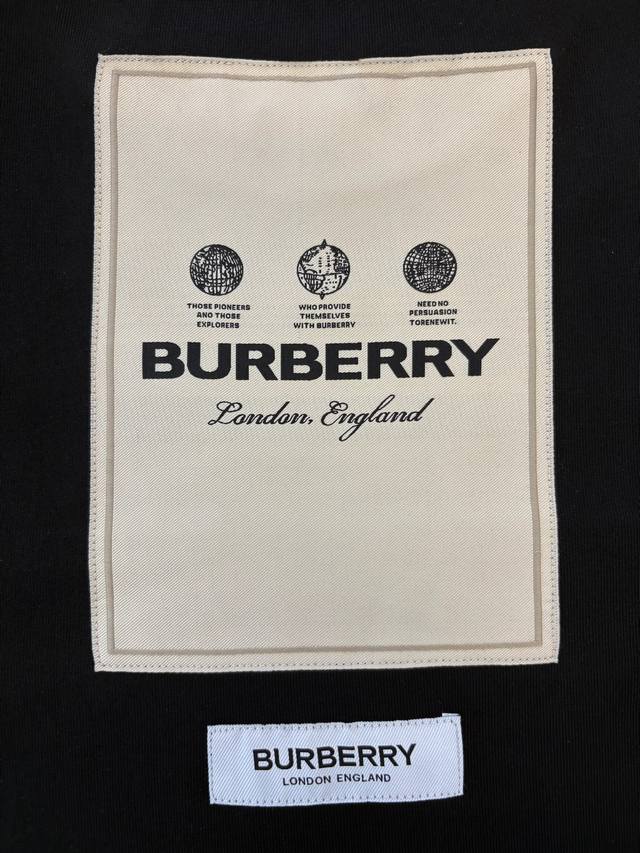 THOSE PIONEERS
AND THOSE
EXPLORERS
WHO PROVIDE
THEMSELVES
WITH BURBERRY
NEED NO
PERSUASION
TORENEWIT.
BURBERRY
London, England
BURBERRY
LONDON ENGLAND